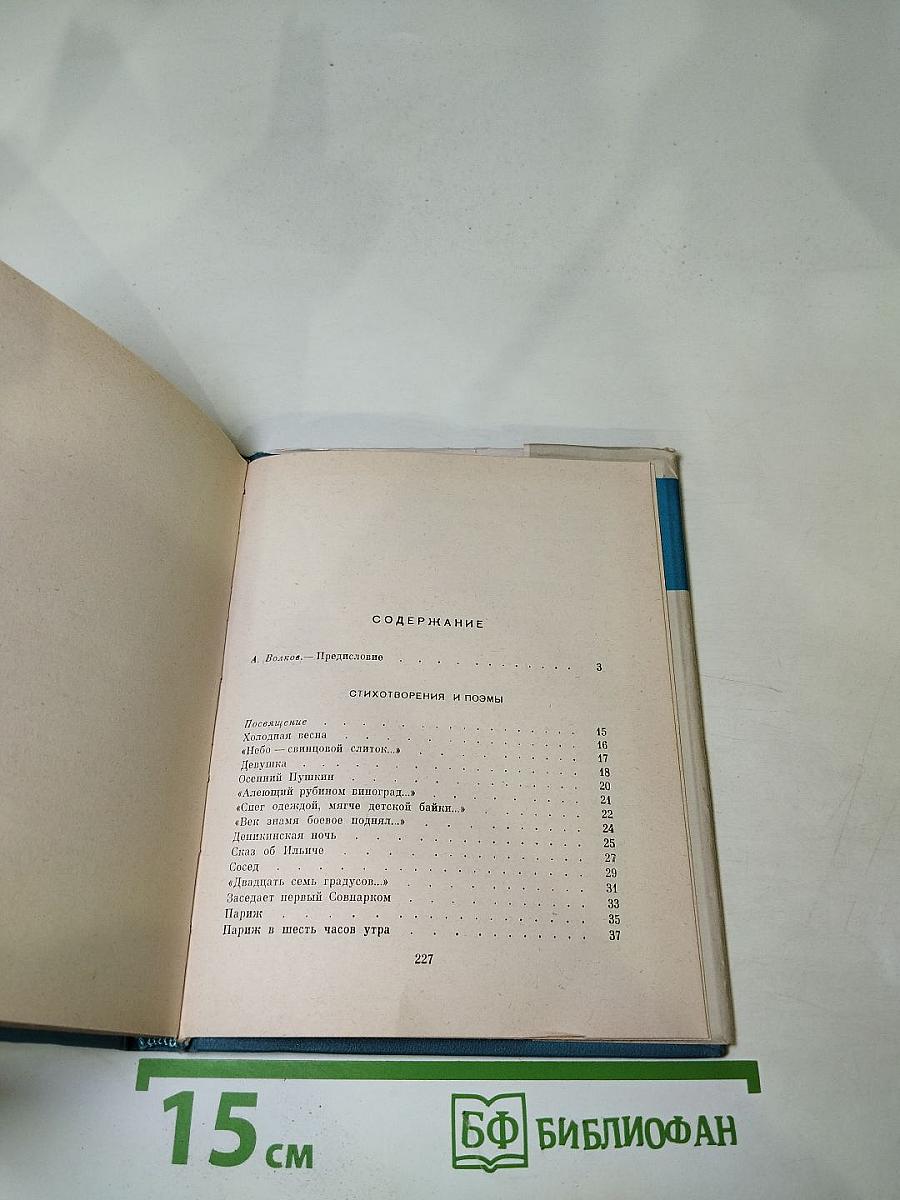 СОДЕРЖАНИЕ
А. Волков.— Предисловие . . . . . . . . . 3
СТИХОТВОРЕНИЯ И ПОЭМЫ
Посвящение . . . . . . . . . . . . 15
Холодная весна . . . . . . . . . . . 16
«Небо — свинцовой слиток...» . . . . . . . . 17
Девушка . . . . . . . . . . . . . 18
Осенний Пушкин . . . . . . . . . . . 20
«Алеющий рубином виноград...» . . . . . . . 21
«Снег одеждой, мягче детской байки...» . . . . . 22
«Век знамя боевое поднял...» . . . . . . . . 24
Деникинская ночь . . . . . . . . . . . 25
Сказ об Ильиче . . . . . . . . . . . 27
Сосед . . . . . . . . . . . . . . 29
«Двадцать семь градусов...» . . . . . . . . 31
Заседает первый Совнарком . . . . . . . . 33
Париж . . . . . . . . . . . . . . 35
Париж в шесть часов утра . . . . . . . . . 37
227
15 см
БФ БИБЛИОФАН